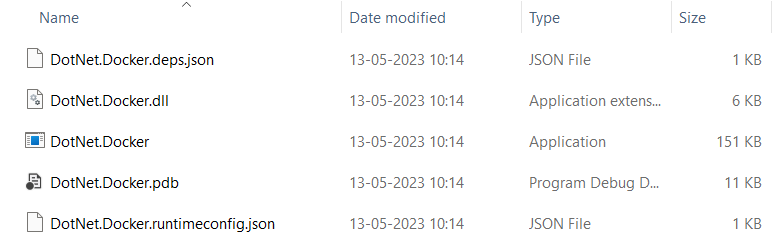 Name Date modified Type Size
DotNet.Docker.deps.json 13-05-2023 10:14 JSON File 1 KB
DotNet.Docker.dll 13-05-2023 10:14 Application extens... 6 KB
DotNet.Docker 13-05-2023 10:14 Application 151 KB
DotNet.Docker.pdb 13-05-2023 10:14 Program Debug D... 11 KB
DotNet.Docker.runtimeconfig.json 13-05-2023 10:14 JSON File 1 KB